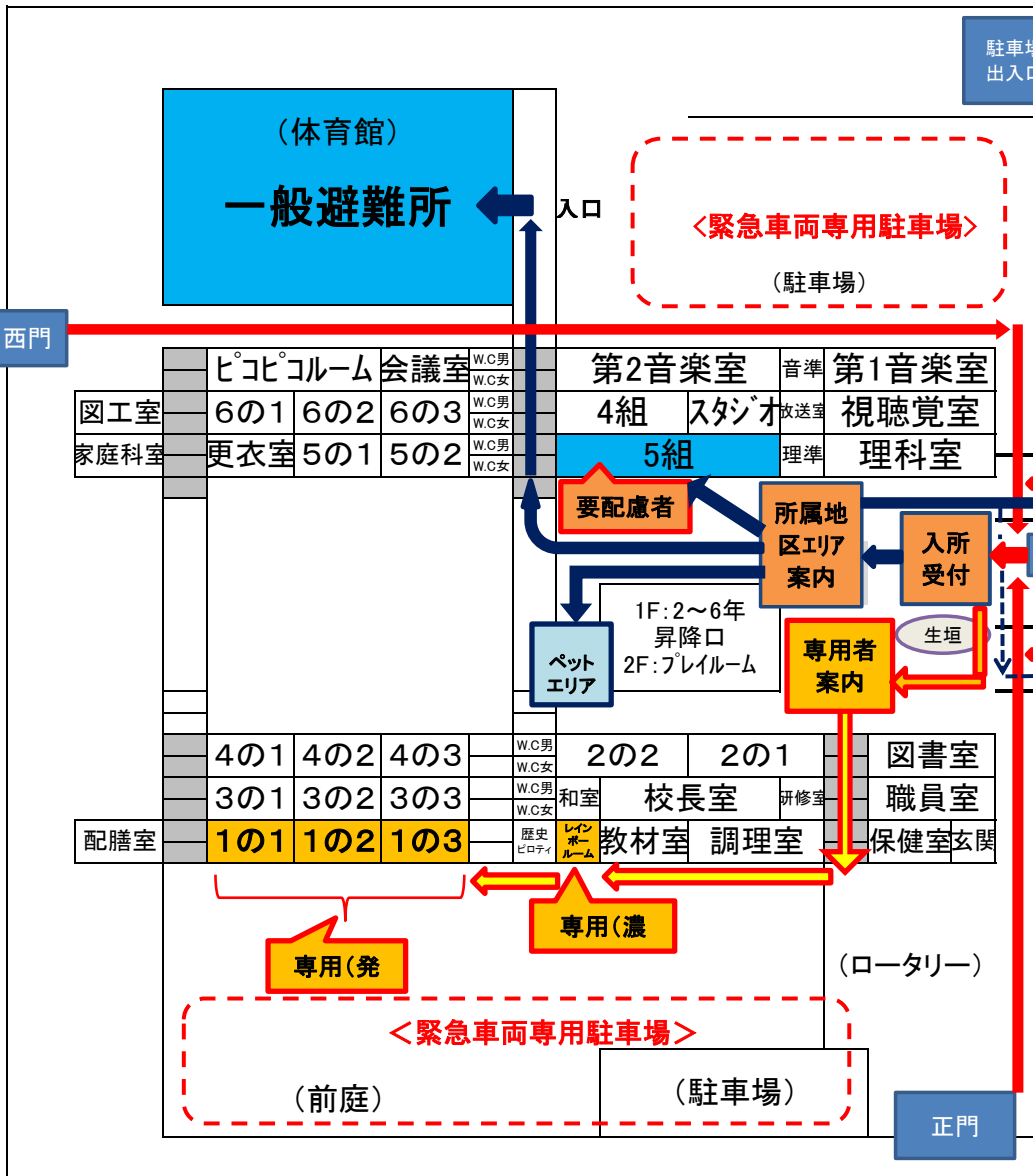 駐車場
出入口
（体育館）
一般避難所
入口
＜緊急車両専用駐車場＞
（駐車場）
西門
ピコピコルーム 会議室 W.C男 第2音楽室 音準 第1音楽室
W.C女
図工室 6の1 6の2 6の3 W.C男 4組 スタジオ 放送室 視聴覚室
W.C女
家庭科室 更衣室 5の1 5の2 W.C男 5組 理準 理科室
W.C女
要配慮者
所属地
区エリア
案内
入所
受付
1F：2～6年
昇降口
2F：プレイルーム
生垣
ペット
エリア
専用者
案内
4の1 4の2 4の3 W.C男 2の2 2の1 図書室
W.C女
3の1 3の2 3の3 W.C男 和室 校長室 研修室 職員室
W.C女
配膳室 1の1 1の2 1の3 歴史
ピロティ
レイン
ボー
ルーム
教材室 調理室 保健室 玄関
専用（濃
専用（発
（ロータリー）
＜緊急車両専用駐車場＞
（前庭）
（駐車場）
正門